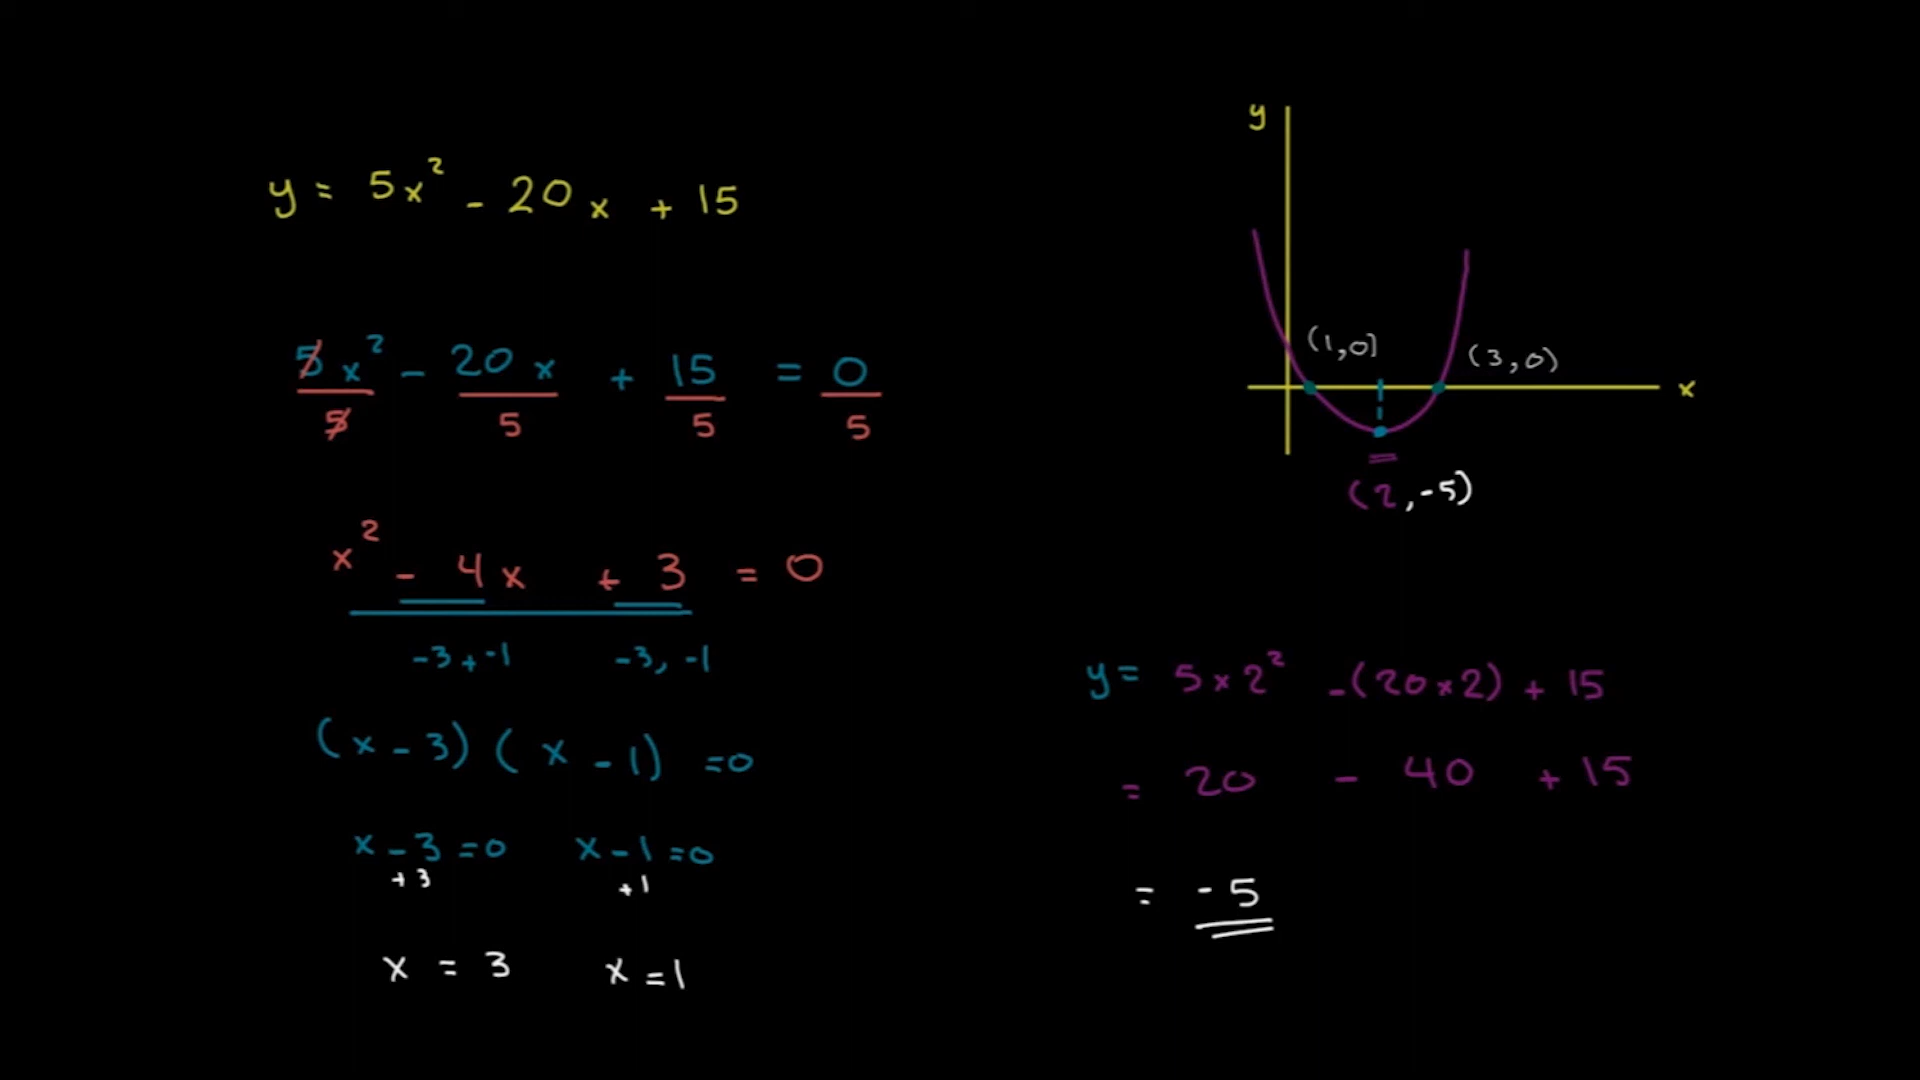 y = 5x² - 20x + 15
5x²/5 - 20x/5 + 15/5 = 0/5
x² - 4x + 3 = 0
-3 + -1 -3, -1
(x - 3) (x - 1) = 0
x - 3 = 0 x - 1 = 0
+3 +1
x = 3 x = 1
y
(1,0)
(3,0)
x
(2,-5)
y = 5 × 2² - (20 × 2) + 15
= 20 - 40 + 15
= -5